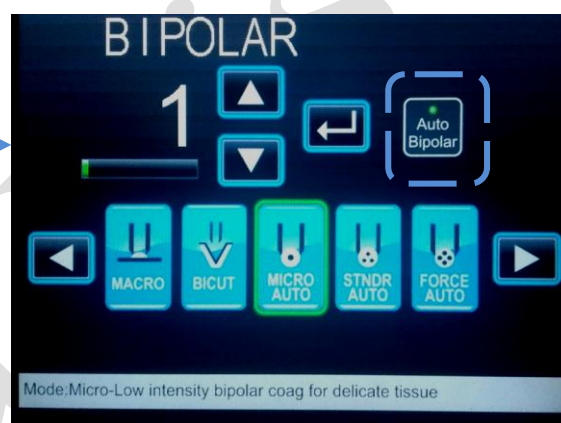 BIPOLAR
1
Auto
Bipolar
MACRO
BICUT
MICRO
AUTO
STNDR
AUTO
FORCE
AUTO
Mode:Micro-Low intensity bipolar coag for delicate tissue